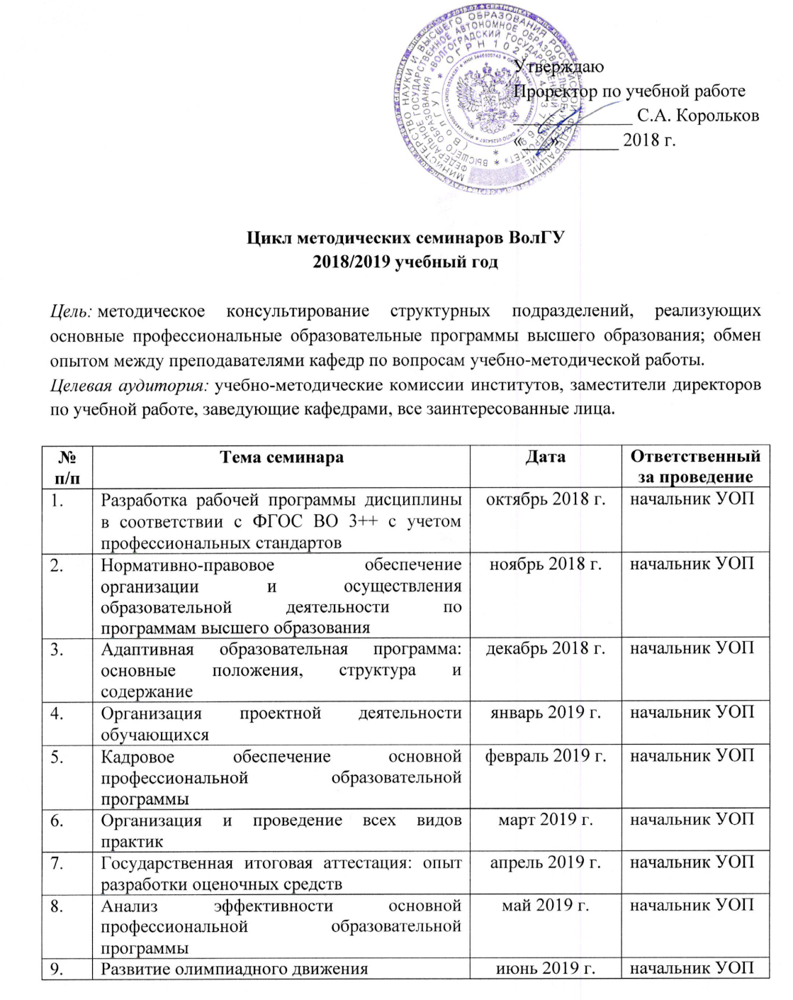 МИНИСТЕРСТВО НАУКИ И ВЫСШЕГО ОБРАЗОВАНИЯ РОССИЙСКОЙ ФЕДЕРАЦИИ
Утверждаю
Проректор по учебной работе
_____________ С.А. Корольков
«___» ______ 2018 г.
Цикл методических семинаров ВолГУ
2018/2019 учебный год
Цель: методическое консультирование структурных подразделений, реализующих
основные профессиональные образовательные программы высшего образования; обмен
опытом между преподавателями кафедр по вопросам учебно-методической работы.
Целевая аудитория: учебно-методические комиссии институтов, заместители директоров
по учебной работе, заведующие кафедрами, все заинтересованные лица.
№ Тема семинара Дата Ответственный
п/п за проведение
1. Разработка рабочей программы дисциплины октябрь 2018 г. начальник УОП
в соответствии с ФГОС ВО 3++ с учетом
профессиональных стандартов
2. Нормативно-правовое обеспечение ноябрь 2018 г. начальник УОП
организации и осуществления
образовательной деятельности по
программам высшего образования
3. Адаптивная образовательная программа: декабрь 2018 г. начальник УОП
основные положения, структура и
содержание
4. Организация проектной деятельности январь 2019 г. начальник УОП
обучающихся
5. Кадровое обеспечение основной февраль 2019 г. начальник УОП
профессиональной образовательной
программы
6. Организация и проведение всех видов март 2019 г. начальник УОП
практик
7. Государственная итоговая аттестация: опыт апрель 2019 г. начальник УОП
разработки оценочных средств
8. Анализ эффективности основной май 2019 г. начальник УОП
профессиональной образовательной
программы
9. Развитие олимпиадного движения июнь 2019 г. начальник УОП